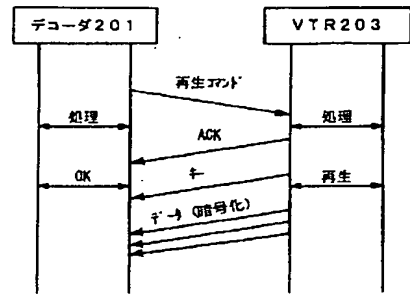 デコーダ201
VTR203
再生コマンド
処理
処理
ACK
OK
キー
再生
データ (暗号化)